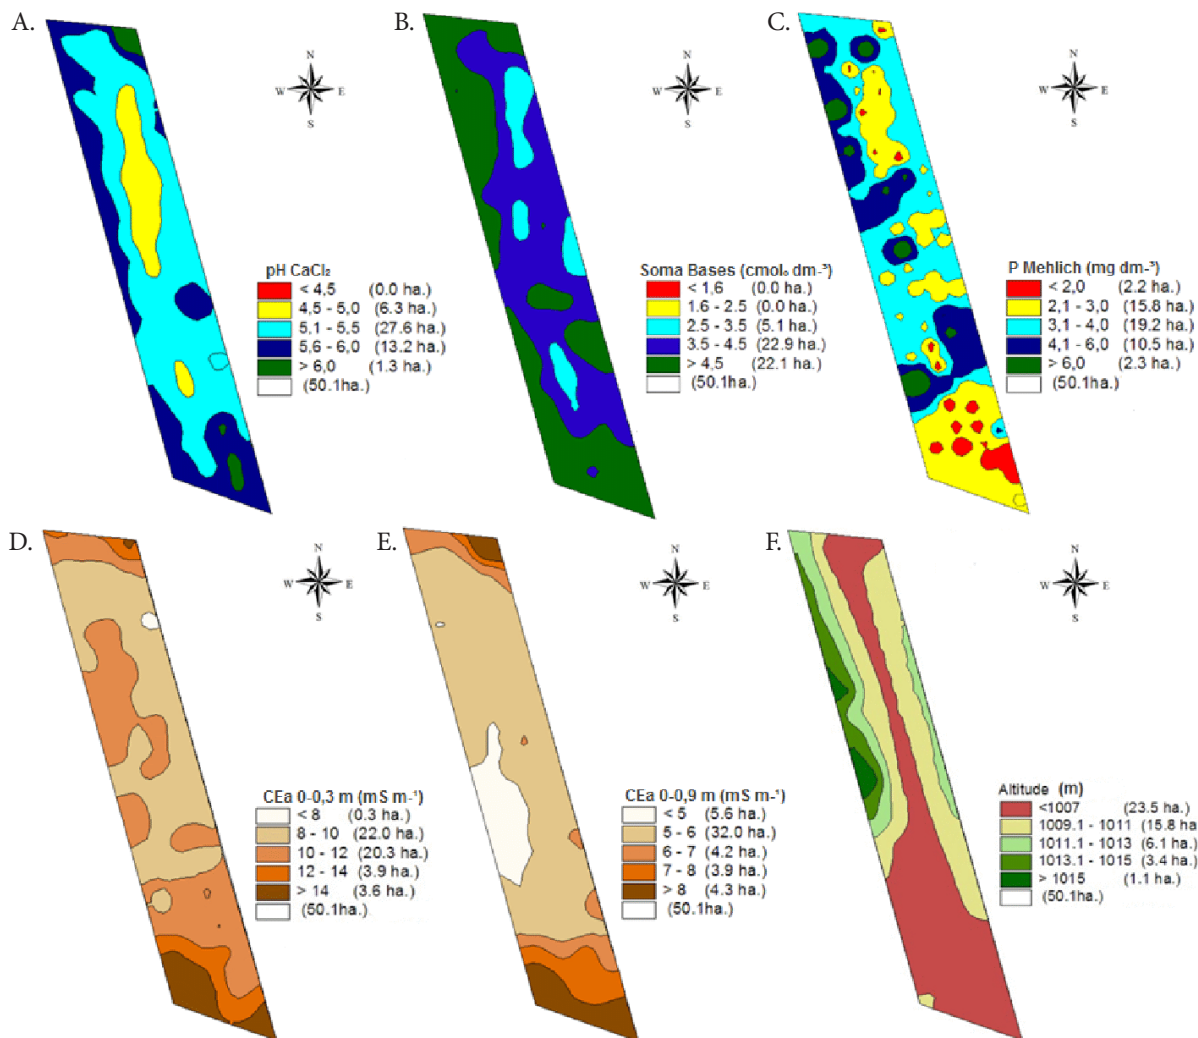 A.
N
W E
S
pH CaCl₂
< 4,5 (0.0 ha.)
4,5 - 5,0 (6.3 ha.)
5.1 - 5.5 (27.6 ha.)
5,6 - 6,0 (13.2 ha.)
> 6,0 (1.3 ha.)
(50.1ha.)
B.
N
W E
S
Soma Bases (cmolc dm-³)
< 1,6 (0.0 ha.)
1.6 - 2.5 (0.0 ha.)
2.5 - 3.5 (5.1 ha.)
3.5 - 4.5 (22.9 ha.)
> 4,5 (22.1 ha.)
(50.1ha.)
C.
N
W E
S
P Mehlich (mg dm-³)
< 2,0 (2.2 ha.)
2,1 - 3,0 (15.8 ha.)
3,1 - 4,0 (19.2 ha.)
4,1 - 6,0 (10.5 ha.)
> 6,0 (2.3 ha.)
(50.1ha.)
D.
N
W E
S
CEa 0-0,3 m (mS m-¹)
< 8 (0.3 ha.)
8 - 10 (22.0 ha.)
10 - 12 (20.3 ha.)
12 - 14 (3.9 ha.)
> 14 (3.6 ha.)
(50.1ha.)
E.
N
W E
S
CEa 0-0,9 m (mS m-¹)
< 5 (5.6 ha.)
5 - 6 (32.0 ha.)
6 - 7 (4.2 ha.)
7 - 8 (3.9 ha.)
> 8 (4.3 ha.)
(50.1ha.)
F.
N
W E
S
Altitude (m)
<1007 (23.5 ha.)
1009.1 - 1011 (15.8 ha
1011.1 - 1013 (6.1 ha.)
1013.1 - 1015 (3.4 ha.)
> 1015 (1.1 ha.)
(50.1ha.)